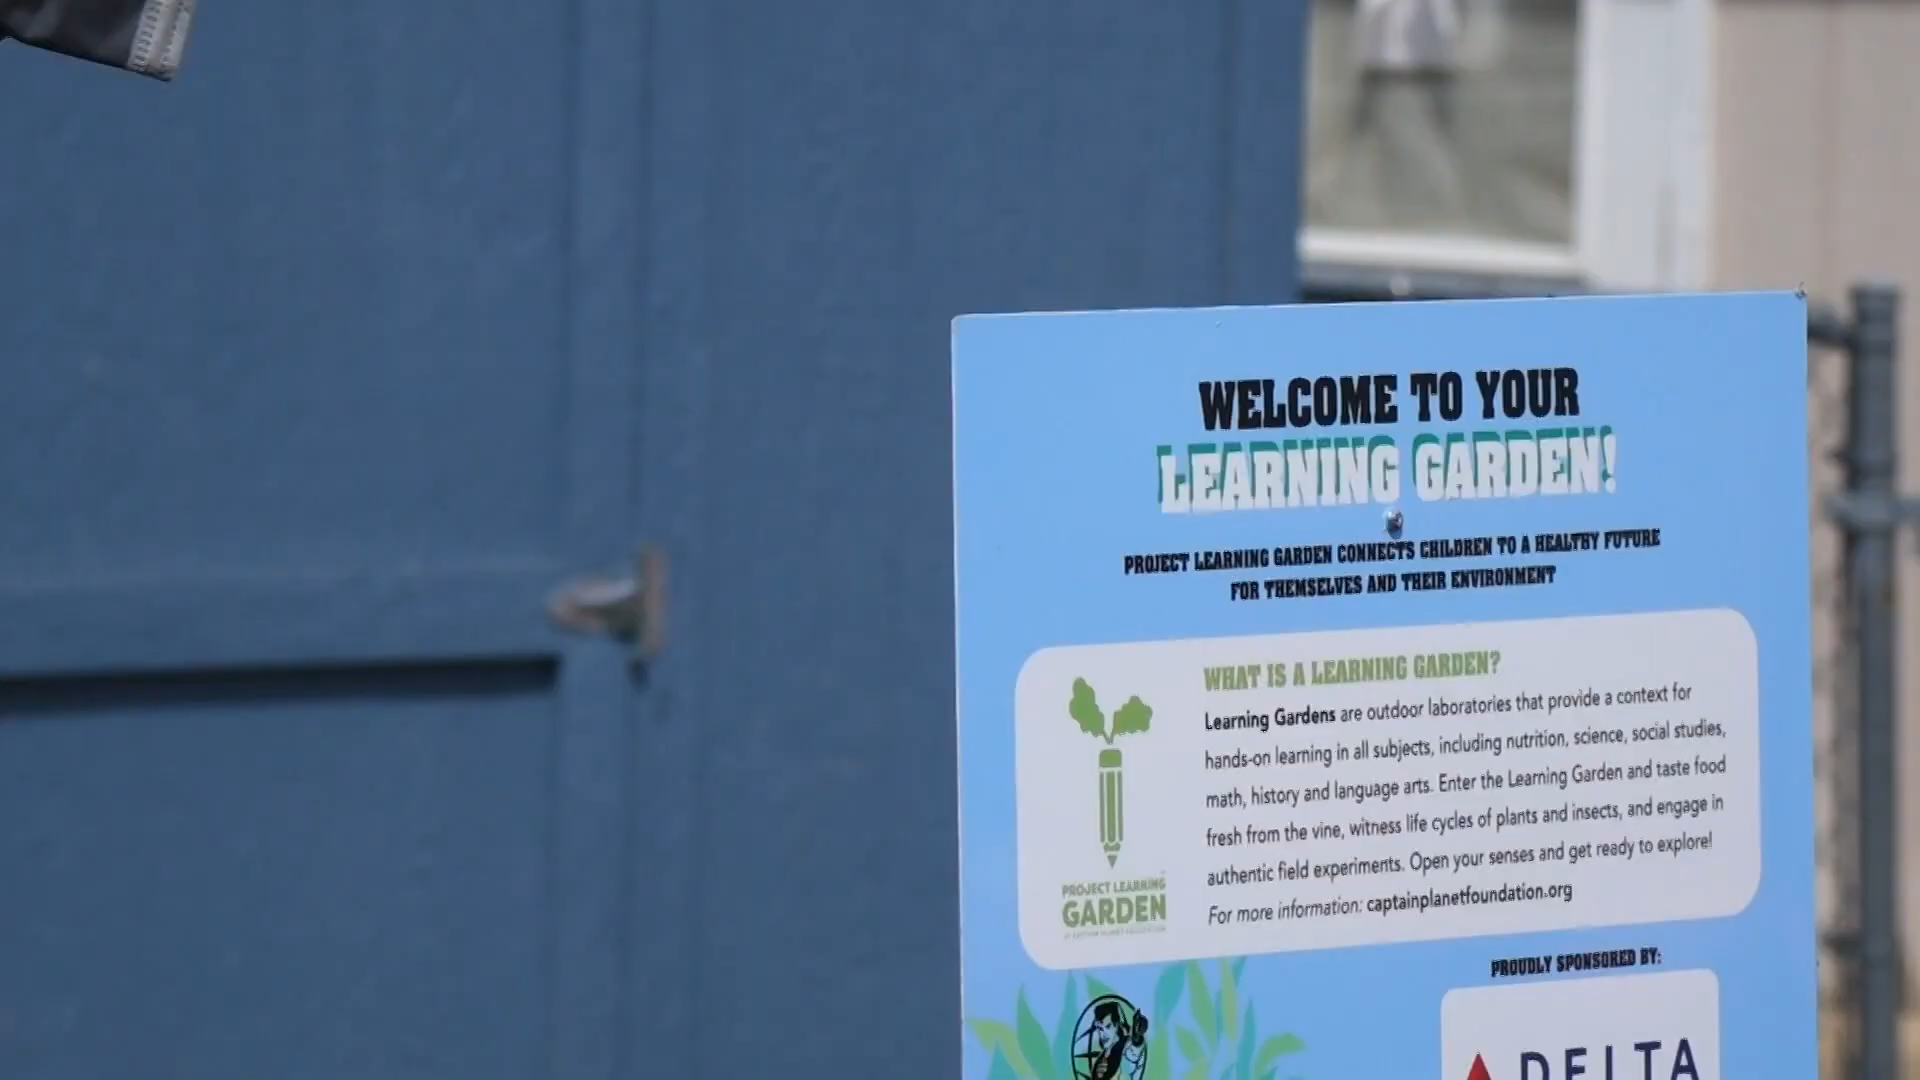 WELCOME TO YOUR
LEARNING GARDEN!
PROJECT LEARNING GARDEN CONNECTS CHILDREN TO A HEALTHY FUTURE
FOR THEMSELVES AND THEIR ENVIRONMENT
WHAT IS A LEARNING GARDEN?
Learning Gardens are outdoor laboratories that provide a context for
hands-on learning in all subjects, including nutrition, science, social studies,
math, history and language arts. Enter the Learning Garden and taste food
fresh from the vine, witness life cycles of plants and insects, and engage in
authentic field experiments. Open your senses and get ready to explore!
For more information: captainplanetfoundation.org
PROJECT LEARNING
GARDEN
PROUDLY SPONSORED BY:
DELTA